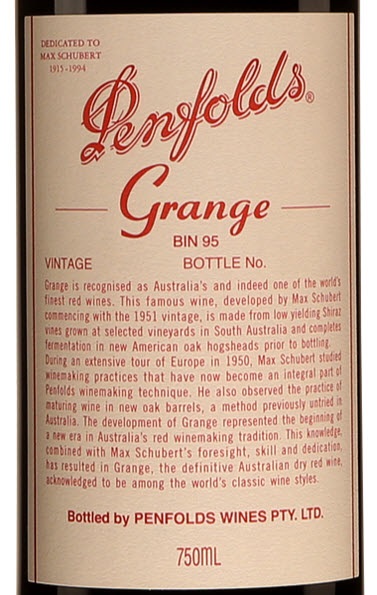 DEDICATED TO
MAX SCHUBERT
1915-1994
Penfolds®
Grange
BIN 95
VINTAGE BOTTLE No.
Grange is recognised as Australia's and indeed one of the world's
finest red wines. This famous wine, developed by Max Schubert
commencing with the 1951 vintage, is made from low yielding Shiraz
vines grown at selected vineyards in South Australia and completes
fermentation in new American oak hogsheads prior to bottling.
During an extensive tour of Europe in 1950, Max Schubert studied
winemaking practices that have now become an integral part of
Penfolds winemaking technique. He also observed the practice of
maturing wine in new oak barrels, a method previously untried in
Australia. The development of Grange represented the beginning of
a new era in Australia's red winemaking tradition. This knowledge,
combined with Max Schubert's foresight, skill and dedication,
has resulted in Grange, the definitive Australian dry red wine,
acknowledged to be among the world's classic wine styles.
Bottled by PENFOLDS WINES PTY. LTD.
750ML